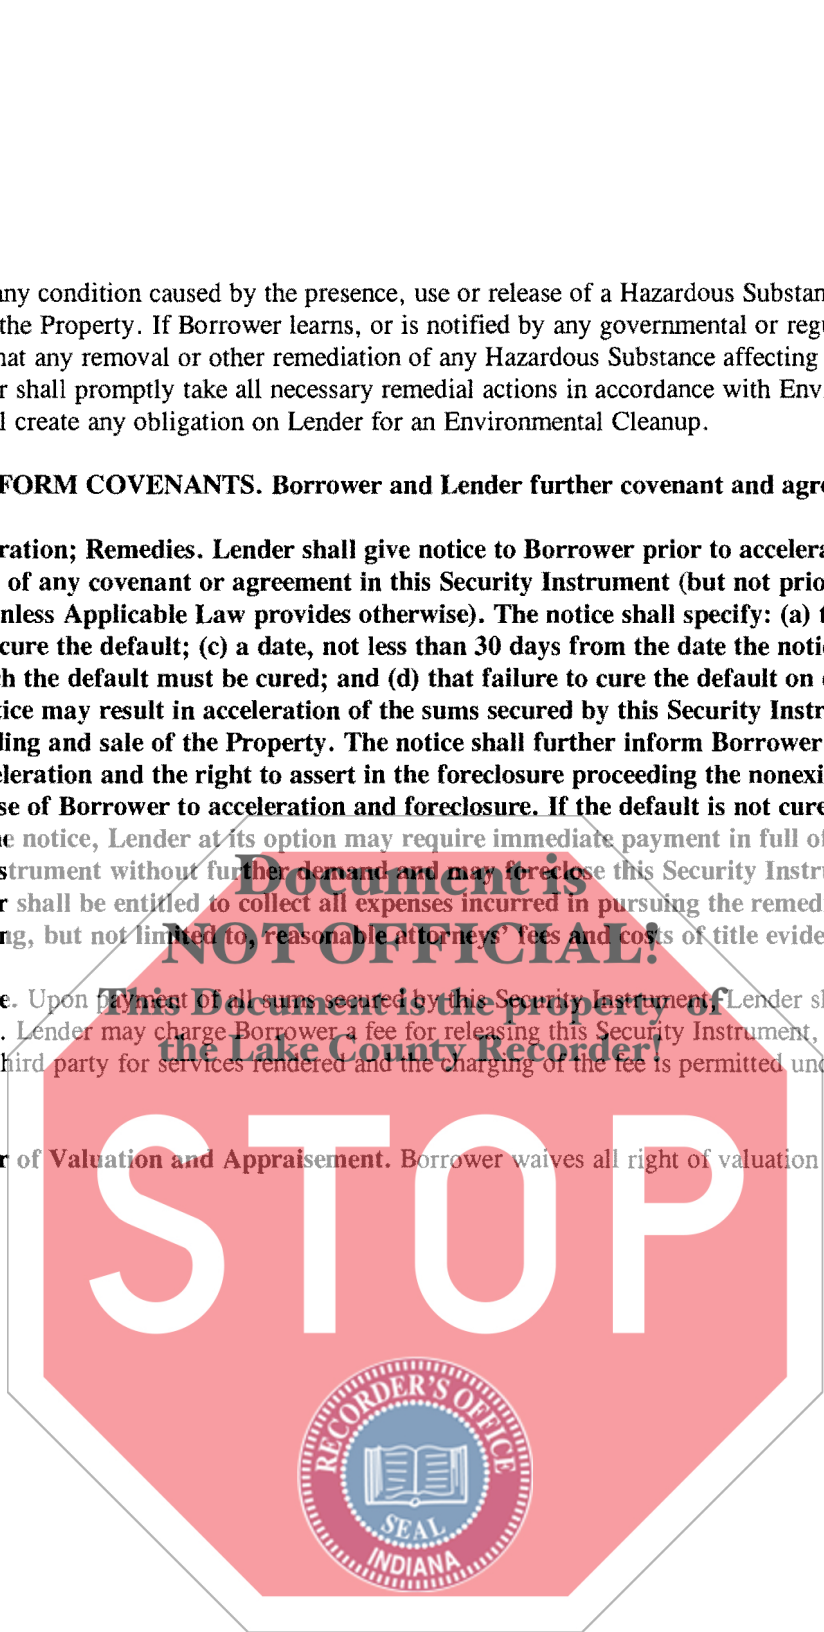 any condition caused by the presence, use or release of a Hazardous Substan
the Property. If Borrower learns, or is notified by any governmental or regu
hat any removal or other remediation of any Hazardous Substance affecting
r shall promptly take all necessary remedial actions in accordance with Env
l create any obligation on Lender for an Environmental Cleanup.
FORM COVENANTS. Borrower and Lender further covenant and agre
ration; Remedies. Lender shall give notice to Borrower prior to accelera
of any covenant or agreement in this Security Instrument (but not prio
nless Applicable Law provides otherwise). The notice shall specify: (a) t
cure the default; (c) a date, not less than 30 days from the date the notic
h the default must be cured; and (d) that failure to cure the default on
tice may result in acceleration of the sums secured by this Security Instr
ling and sale of the Property. The notice shall further inform Borrower
eleration and the right to assert in the foreclosure proceeding the nonexi
se of Borrower to acceleration and foreclosure. If the default is not cure
he notice, Lender at its option may require immediate payment in full of
strument without further demand and may foreclose this Security Instru
Document is
r shall be entitled to collect all expenses incurred in pursuing the remedi
ng, but not limited to, reasonable attorneys' fees and costs of title evide
NOT OFFICIAL!
e. Upon payment of all sums secured by this Security Instrument, Lender sh
This Document is the property of
. Lender may charge Borrower a fee for releasing this Security Instrument,
the Lake County Recorder!
hird party for services rendered and the charging of the fee is permitted und
r of Valuation and Appraisement. Borrower waives all right of valuation
STOP
RECORDER'S OFFICE
SEAL
INDIANA